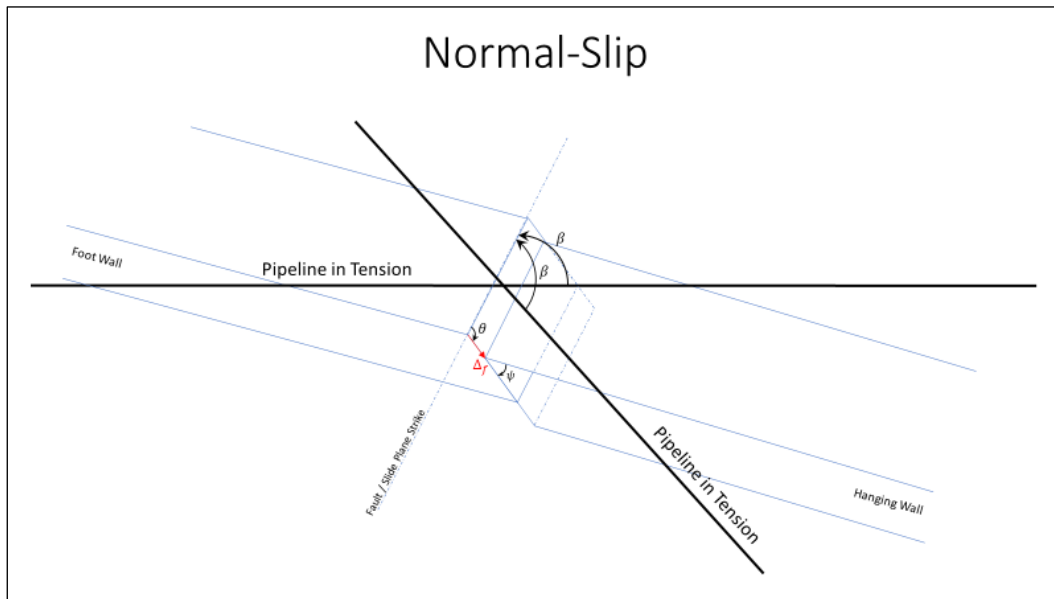 Normal-Slip
Foot Wall
Pipeline in Tension
β
β
θ
Δf
ψ
Fault / Slide Plane Strike
Pipeline in Tension
Hanging Wall